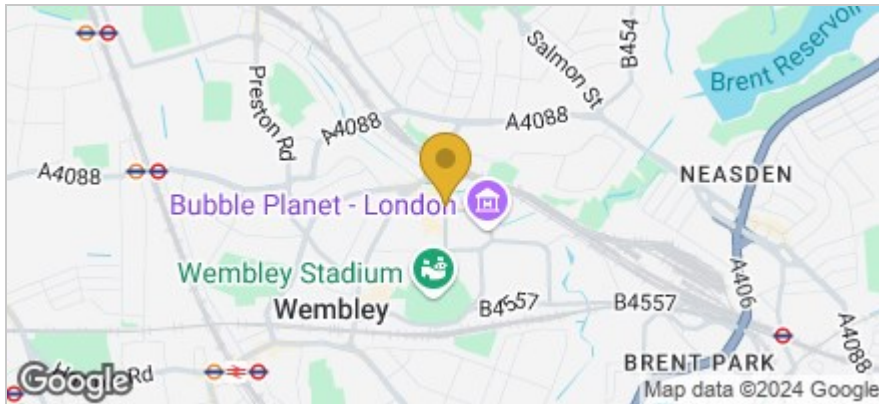 B454
Salmon St
Brent Reservoir
Preston Rd
A4088
A4088
A4088
NEASDEN
Bubble Planet - London
Wembley Stadium
A406
Wembley
B4557
B4557
A4088
BRENT PARK
Rd
Google
Map data ©2024 Google